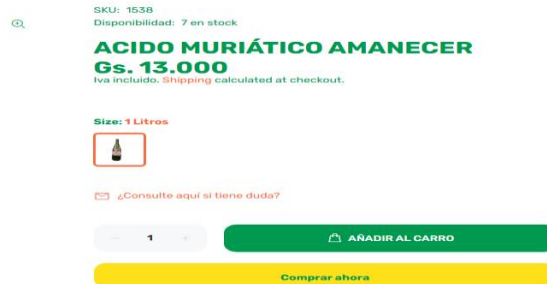 SKU: 1538
Disponibilidad: 7 en stock
ACIDO MURIÁTICO AMANECER
Gs. 13.000
Iva incluido. Shipping calculated at checkout.
Size: 1 Litros
¿Consulte aquí si tiene duda?
− 1 +
AÑADIR AL CARRO
Comprar ahora